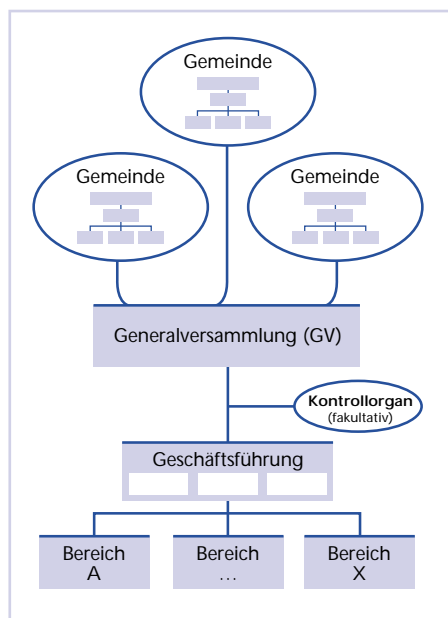 Gemeinde
Gemeinde
Gemeinde
Generalversammlung (GV)
Kontrollorgan
(fakultativ)
Geschäftsführung
Bereich
A
Bereich
...
Bereich
X